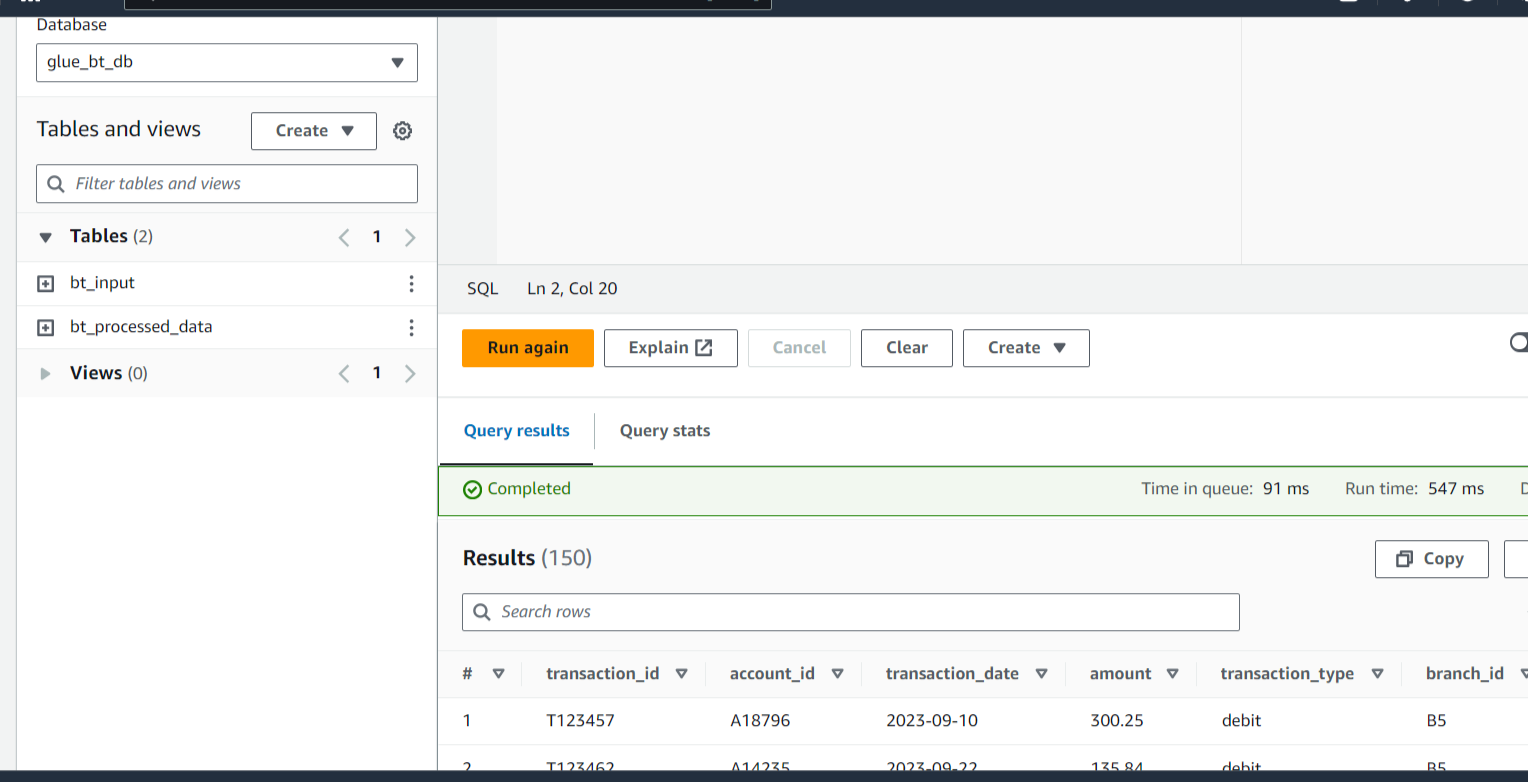 Database
glue_bt_db
Tables and views
Create
Filter tables and views
Tables (2)
1
bt_input
bt_processed_data
Views (0)
1
SQL Ln 2, Col 20
Run again Explain Cancel Clear Create
Query results Query stats
Completed Time in queue: 91 ms Run time: 547 ms
Results (150) Copy
Search rows
# transaction_id account_id transaction_date amount transaction_type branch_id
1 T123457 A18796 2023-09-10 300.25 debit B5
2 T123462 A14235 2023-09-22 135.84 debit B5